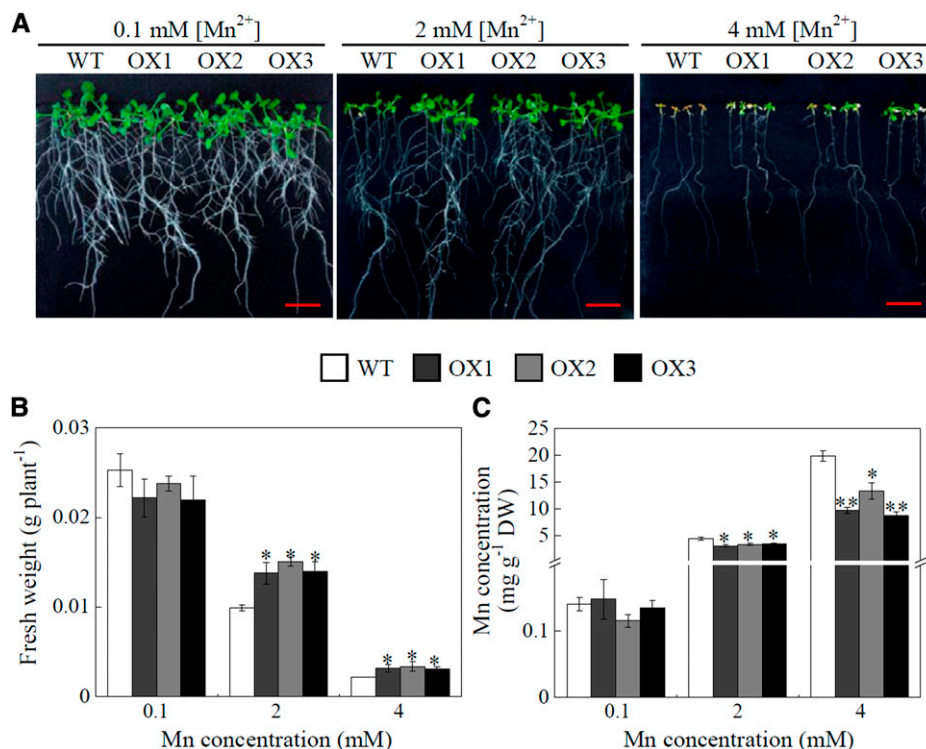 A
0.1 mM [Mn²⁺] 2 mM [Mn²⁺] 4 mM [Mn²⁺]
WT OX1 OX2 OX3 WT OX1 OX2 OX3 WT OX1 OX2 OX3
WT OX1 OX2 OX3
B
Fresh weight (g plant⁻¹)
0.03
0.02
0.01
0
* * *
* * *
0.1 2 4
Mn concentration (mM)
C
Mn concentration
(mg g⁻¹ DW)
25
20
15
10
5
0.1
0
* * *
** * **
0.1 2 4
Mn concentration (mM)